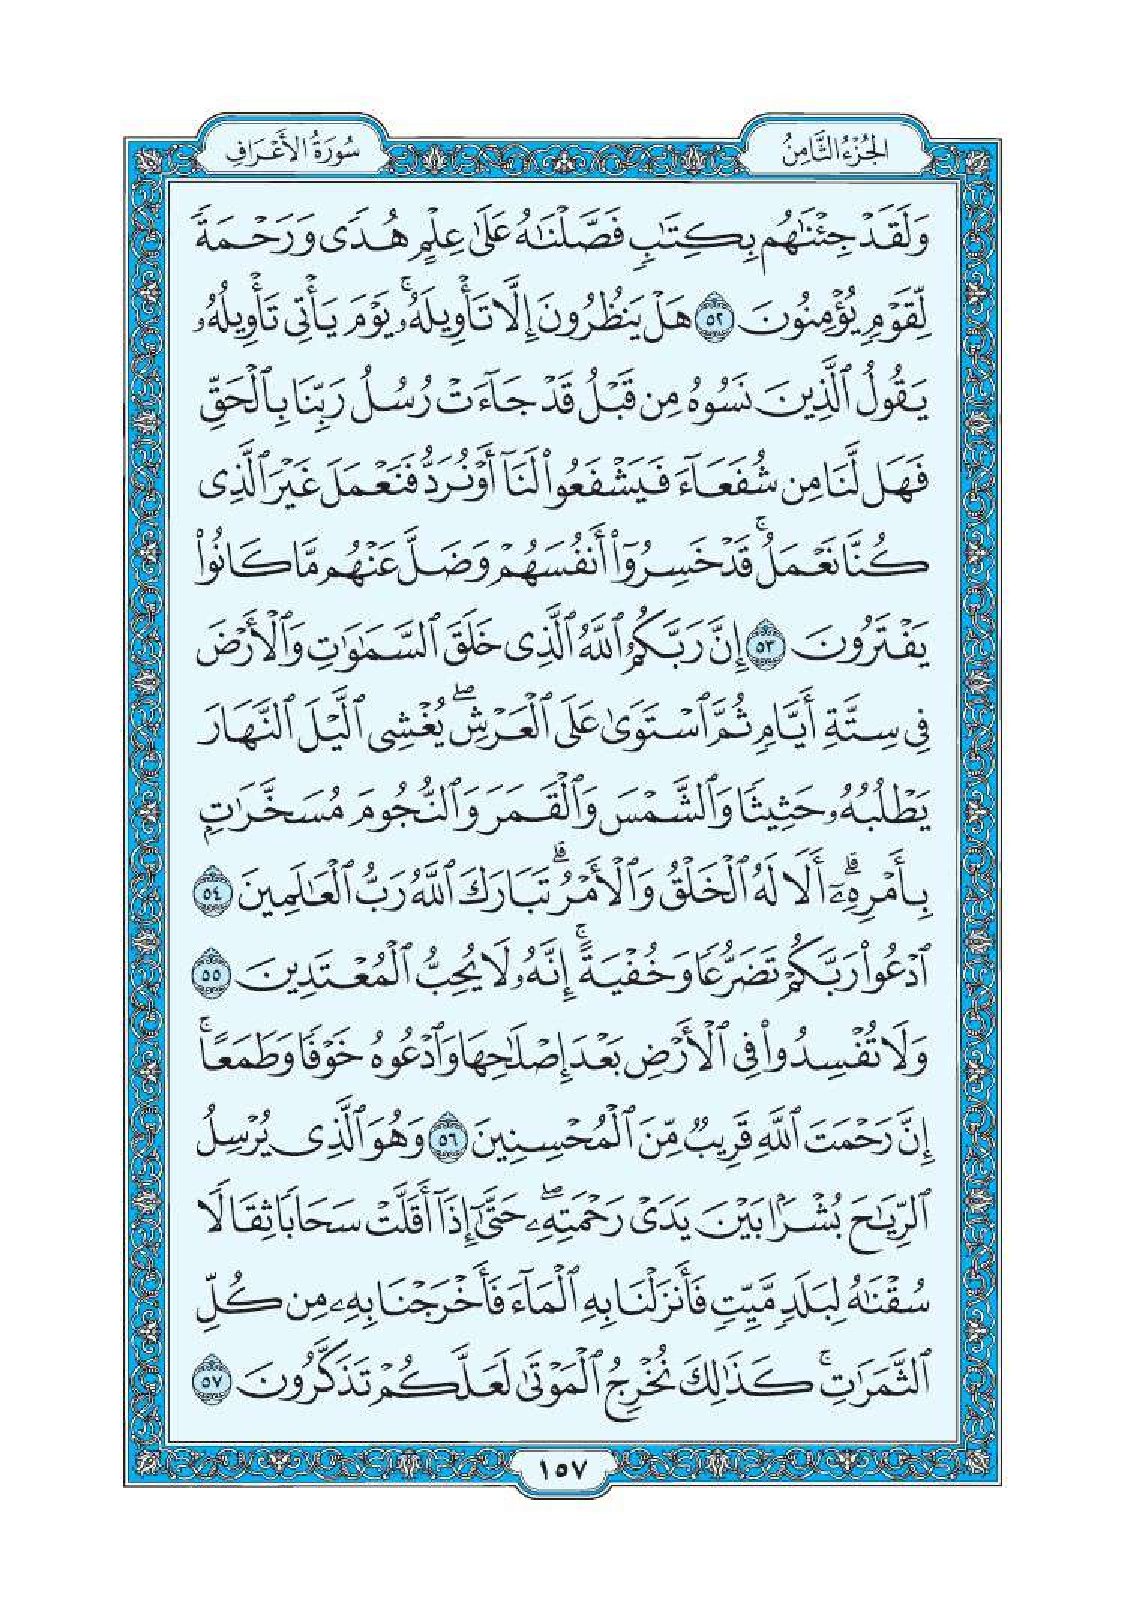 الجُزْءُ الثَّامِنُ
سُورَةُ الأَعْرَافِ
وَلَقَدْ جِئْنَٰهُم بِكِتَٰبٍ فَصَّلْنَٰهُ عَلَىٰ عِلْمٍ هُدًى وَرَحْمَةً
لِّقَوْمٍ يُؤْمِنُونَ ٥٢ هَلْ يَنظُرُونَ إِلَّا تَأْوِيلَهُۥ ۚ يَوْمَ يَأْتِى تَأْوِيلُهُۥ
يَقُولُ ٱلَّذِينَ نَسُوهُ مِن قَبْلُ قَدْ جَآءَتْ رُسُلُ رَبِّنَا بِٱلْحَقِّ
فَهَل لَّنَا مِن شُفَعَآءَ فَيَشْفَعُوا۟ لَنَآ أَوْ نُرَدُّ فَنَعْمَلَ غَيْرَ ٱلَّذِى
كُنَّا نَعْمَلُ ۚ قَدْ خَسِرُوٓا۟ أَنفُسَهُمْ وَضَلَّ عَنْهُم مَّا كَانُوا۟
يَفْتَرُونَ ٥٣ إِنَّ رَبَّكُمُ ٱللَّهُ ٱلَّذِى خَلَقَ ٱلسَّمَٰوَٰتِ وَٱلْأَرْضَ
فِى سِتَّةِ أَيَّامٍ ثُمَّ ٱسْتَوَىٰ عَلَى ٱلْعَرْشِ ۖ يُغْشِى ٱلَّيْلَ ٱلنَّهَارَ
يَطْلُبُهُۥ حَثِيثًا وَٱلشَّمْسَ وَٱلْقَمَرَ وَٱلنُّجُومَ مُسَخَّرَٰتٍۭ
بِأَمْرِهِۦٓ ۗ أَلَا لَهُ ٱلْخَلْقُ وَٱلْأَمْرُ ۗ تَبَارَكَ ٱللَّهُ رَبُّ ٱلْعَٰلَمِينَ ٥٤
ٱدْعُوا۟ رَبَّكُمْ تَضَرُّعًا وَخُفْيَةً ۚ إِنَّهُۥ لَا يُحِبُّ ٱلْمُعْتَدِينَ ٥٥
وَلَا تُفْسِدُوا۟ فِى ٱلْأَرْضِ بَعْدَ إِصْلَٰحِهَا وَٱدْعُوهُ خَوْفًا وَطَمَعًا ۚ
إِنَّ رَحْمَتَ ٱللَّهِ قَرِيبٌ مِّنَ ٱلْمُحْسِنِينَ ٥٦ وَهُوَ ٱلَّذِى يُرْسِلُ
ٱلرِّيَٰحَ بُشْرًۢا بَيْنَ يَدَىْ رَحْمَتِهِۦ ۖ حَتَّىٰٓ إِذَآ أَقَلَّتْ سَحَابًا ثِقَالًا
سُقْنَٰهُ لِبَلَدٍ مَّيِّتٍ فَأَنزَلْنَا بِهِ ٱلْمَآءَ فَأَخْرَجْنَا بِهِۦ مِن كُلِّ
ٱلثَّمَرَٰتِ ۚ كَذَٰلِكَ نُخْرِجُ ٱلْمَوْتَىٰ لَعَلَّكُمْ تَذَكَّرُونَ ٥٧
١٥٧